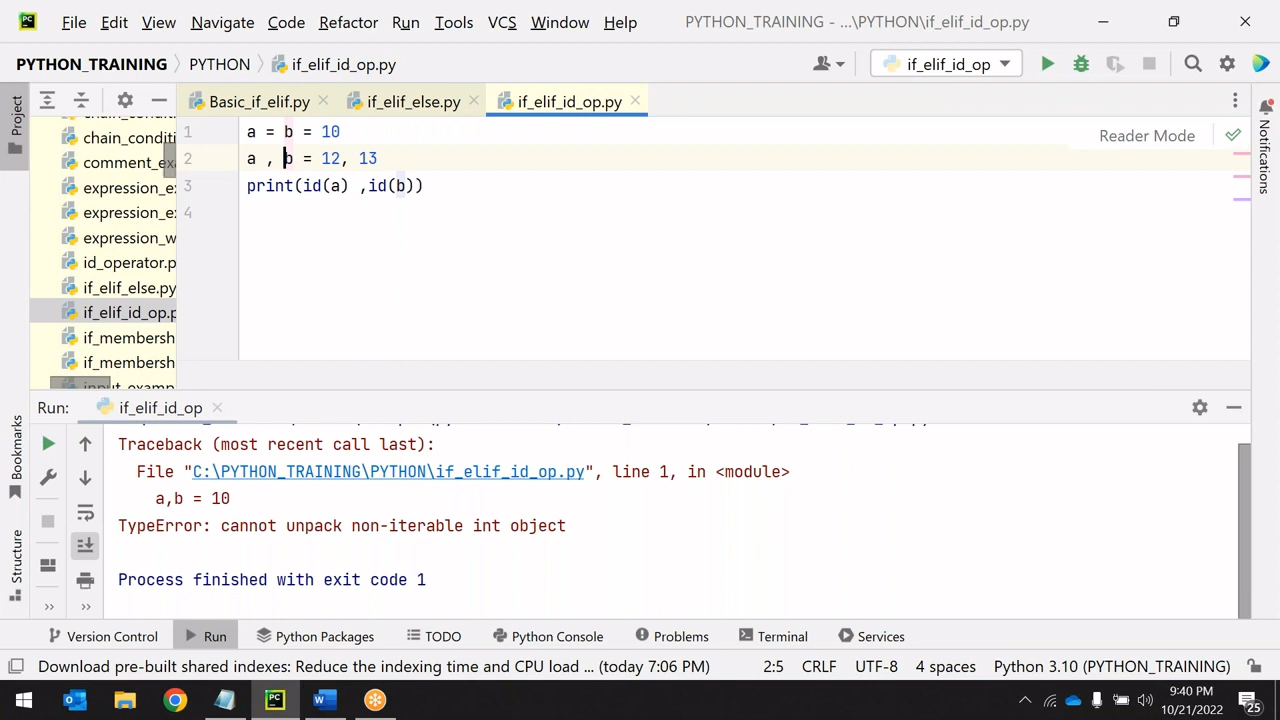 PC File Edit View Navigate Code Refactor Run Tools VCS Window Help PYTHON_TRAINING - ...\PYTHON\if_elif_id_op.py
PYTHON_TRAINING PYTHON if_elif_id_op.py if_elif_id_op
Project
Basic_if_elif.py if_elif_else.py if_elif_id_op.py
chain_conditi
comment_exa
expression_ex
expression_ex
expression_w
id_operator.p
if_elif_else.py
if_elif_id_op.p
if_membersh
if_membersh
input_examp
1 a = b = 10
2 a , b = 12, 13
3 print(id(a) ,id(b))
4
Reader Mode
Notifications
Run: if_elif_id_op
Traceback (most recent call last):
File "C:\PYTHON_TRAINING\PYTHON\if_elif_id_op.py", line 1, in <module>
a,b = 10
TypeError: cannot unpack non-iterable int object
Process finished with exit code 1
Bookmarks
Structure
Version Control Run Python Packages TODO Python Console Problems Terminal Services
Download pre-built shared indexes: Reduce the indexing time and CPU load ... (today 7:06 PM) 2:5 CRLF UTF-8 4 spaces Python 3.10 (PYTHON_TRAINING)
9:40 PM
10/21/2022
25